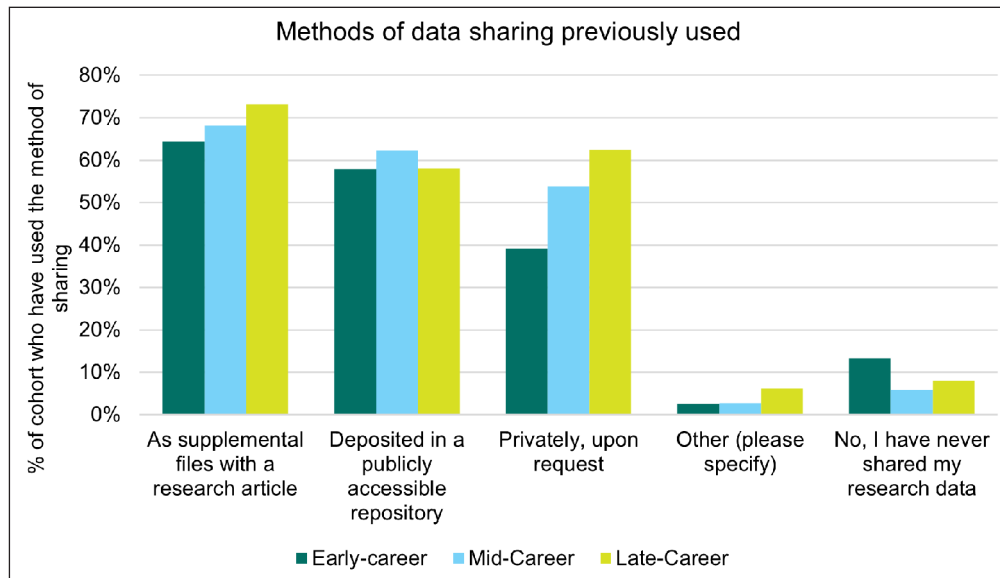 Methods of data sharing previously used
% of cohort who have used the method of
sharing
80%
70%
60%
50%
40%
30%
20%
10%
0%
As supplemental
files with a
research article
Deposited in a
publicly
accessible
repository
Privately, upon
request
Other (please
specify)
No, I have never
shared my
research data
Early-career
Mid-Career
Late-Career